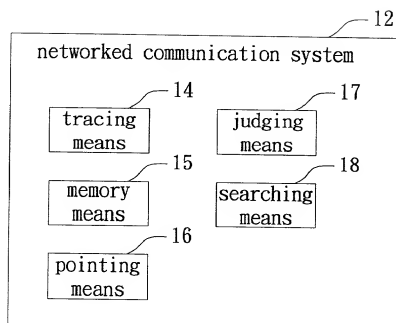 12
networked communication system
14
tracing
means
17
judging
means
15
memory
means
18
searching
means
16
pointing
means